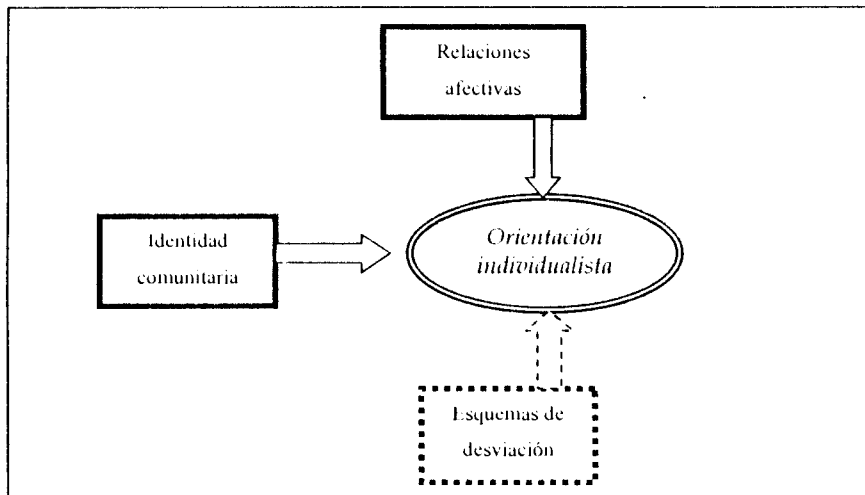 Relaciones
afectivas
Identidad
comunitaria
Orientación
individualista
Esquemas de
desviación